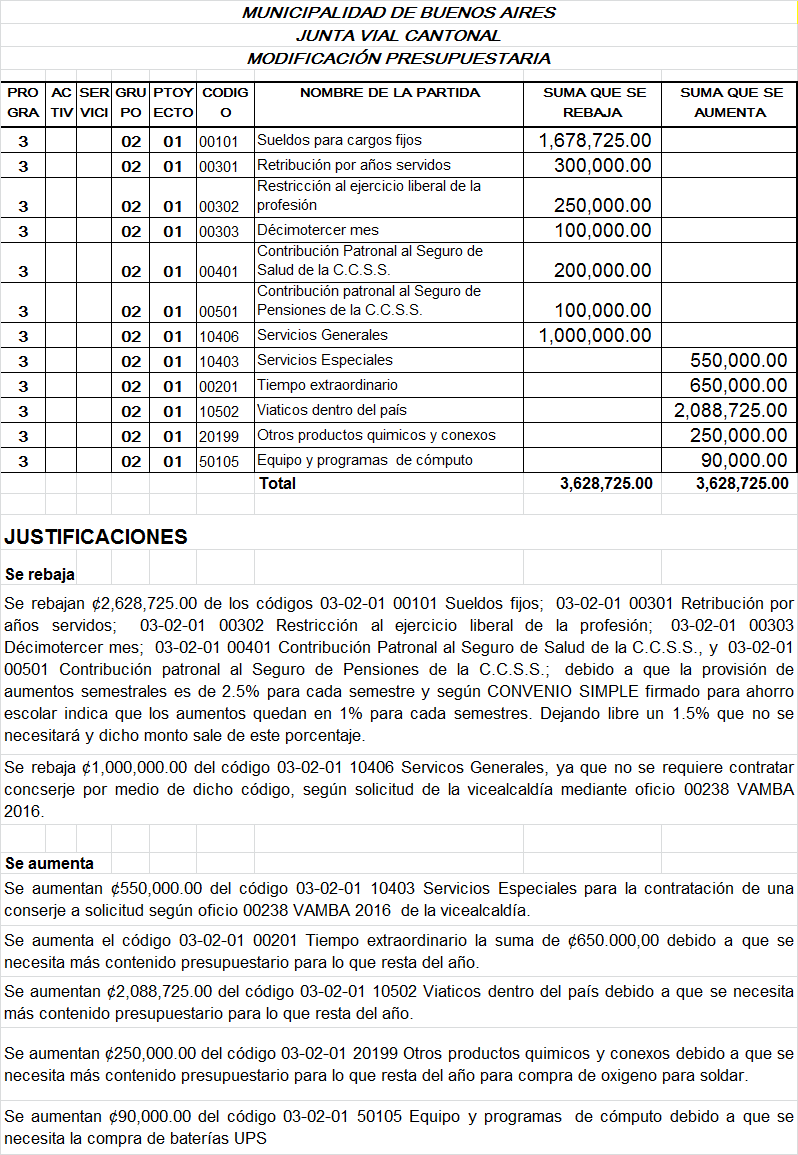 MUNICIPALIDAD DE BUENOS AIRES
JUNTA VIAL CANTONAL
MODIFICACIÓN PRESUPUESTARIA
PRO GRA AC TIV SER VICI GRU PO PTOY ECTO CODIG O NOMBRE DE LA PARTIDA SUMA QUE SE REBAJA SUMA QUE SE AUMENTA
3 02 01 00101 Sueldos para cargos fijos 1,678,725.00
3 02 01 00301 Retribución por años servidos 300,000.00
3 02 01 00302 Restricción al ejercicio liberal de la profesión 250,000.00
3 02 01 00303 Décimotercer mes 100,000.00
3 02 01 00401 Contribución Patronal al Seguro de Salud de la C.C.S.S. 200,000.00
3 02 01 00501 Contribución patronal al Seguro de Pensiones de la C.C.S.S. 100,000.00
3 02 01 10406 Servicios Generales 1,000,000.00
3 02 01 10403 Servicios Especiales 550,000.00
3 02 01 00201 Tiempo extraordinario 650,000.00
3 02 01 10502 Viaticos dentro del país 2,088,725.00
3 02 01 20199 Otros productos quimicos y conexos 250,000.00
3 02 01 50105 Equipo y programas de cómputo 90,000.00
Total 3,628,725.00 3,628,725.00
JUSTIFICACIONES
Se rebaja
Se rebajan ¢2,628,725.00 de los códigos 03-02-01 00101 Sueldos fijos; 03-02-01 00301 Retribución por
años servidos; 03-02-01 00302 Restricción al ejercicio liberal de la profesión; 03-02-01 00303
Décimotercer mes; 03-02-01 00401 Contribución Patronal al Seguro de Salud de la C.C.S.S., y 03-02-01
00501 Contribución patronal al Seguro de Pensiones de la C.C.S.S.; debido a que la provisión de
aumentos semestrales es de 2.5% para cada semestre y según CONVENIO SIMPLE firmado para ahorro
escolar indica que los aumentos quedan en 1% para cada semestres. Dejando libre un 1.5% que no se
necesitará y dicho monto sale de este porcentaje.
Se rebaja ¢1,000,000.00 del código 03-02-01 10406 Servicos Generales, ya que no se requiere contratar
concserje por medio de dicho código, según solicitud de la vicealcaldía mediante oficio 00238 VAMBA
2016.
Se aumenta
Se aumentan ¢550,000.00 del código 03-02-01 10403 Servicios Especiales para la contratación de una
conserje a solicitud según oficio 00238 VAMBA 2016 de la vicealcaldía.
Se aumenta el código 03-02-01 00201 Tiempo extraordinario la suma de ¢650.000,00 debido a que se
necesita más contenido presupuestario para lo que resta del año.
Se aumentan ¢2,088,725.00 del código 03-02-01 10502 Viaticos dentro del país debido a que se necesita
más contenido presupuestario para lo que resta del año.
Se aumentan ¢250,000.00 del código 03-02-01 20199 Otros productos quimicos y conexos debido a que se
necesita más contenido presupuestario para lo que resta del año para compra de oxigeno para soldar.
Se aumentan ¢90,000.00 del código 03-02-01 50105 Equipo y programas de cómputo debido a que se
necesita la compra de baterías UPS